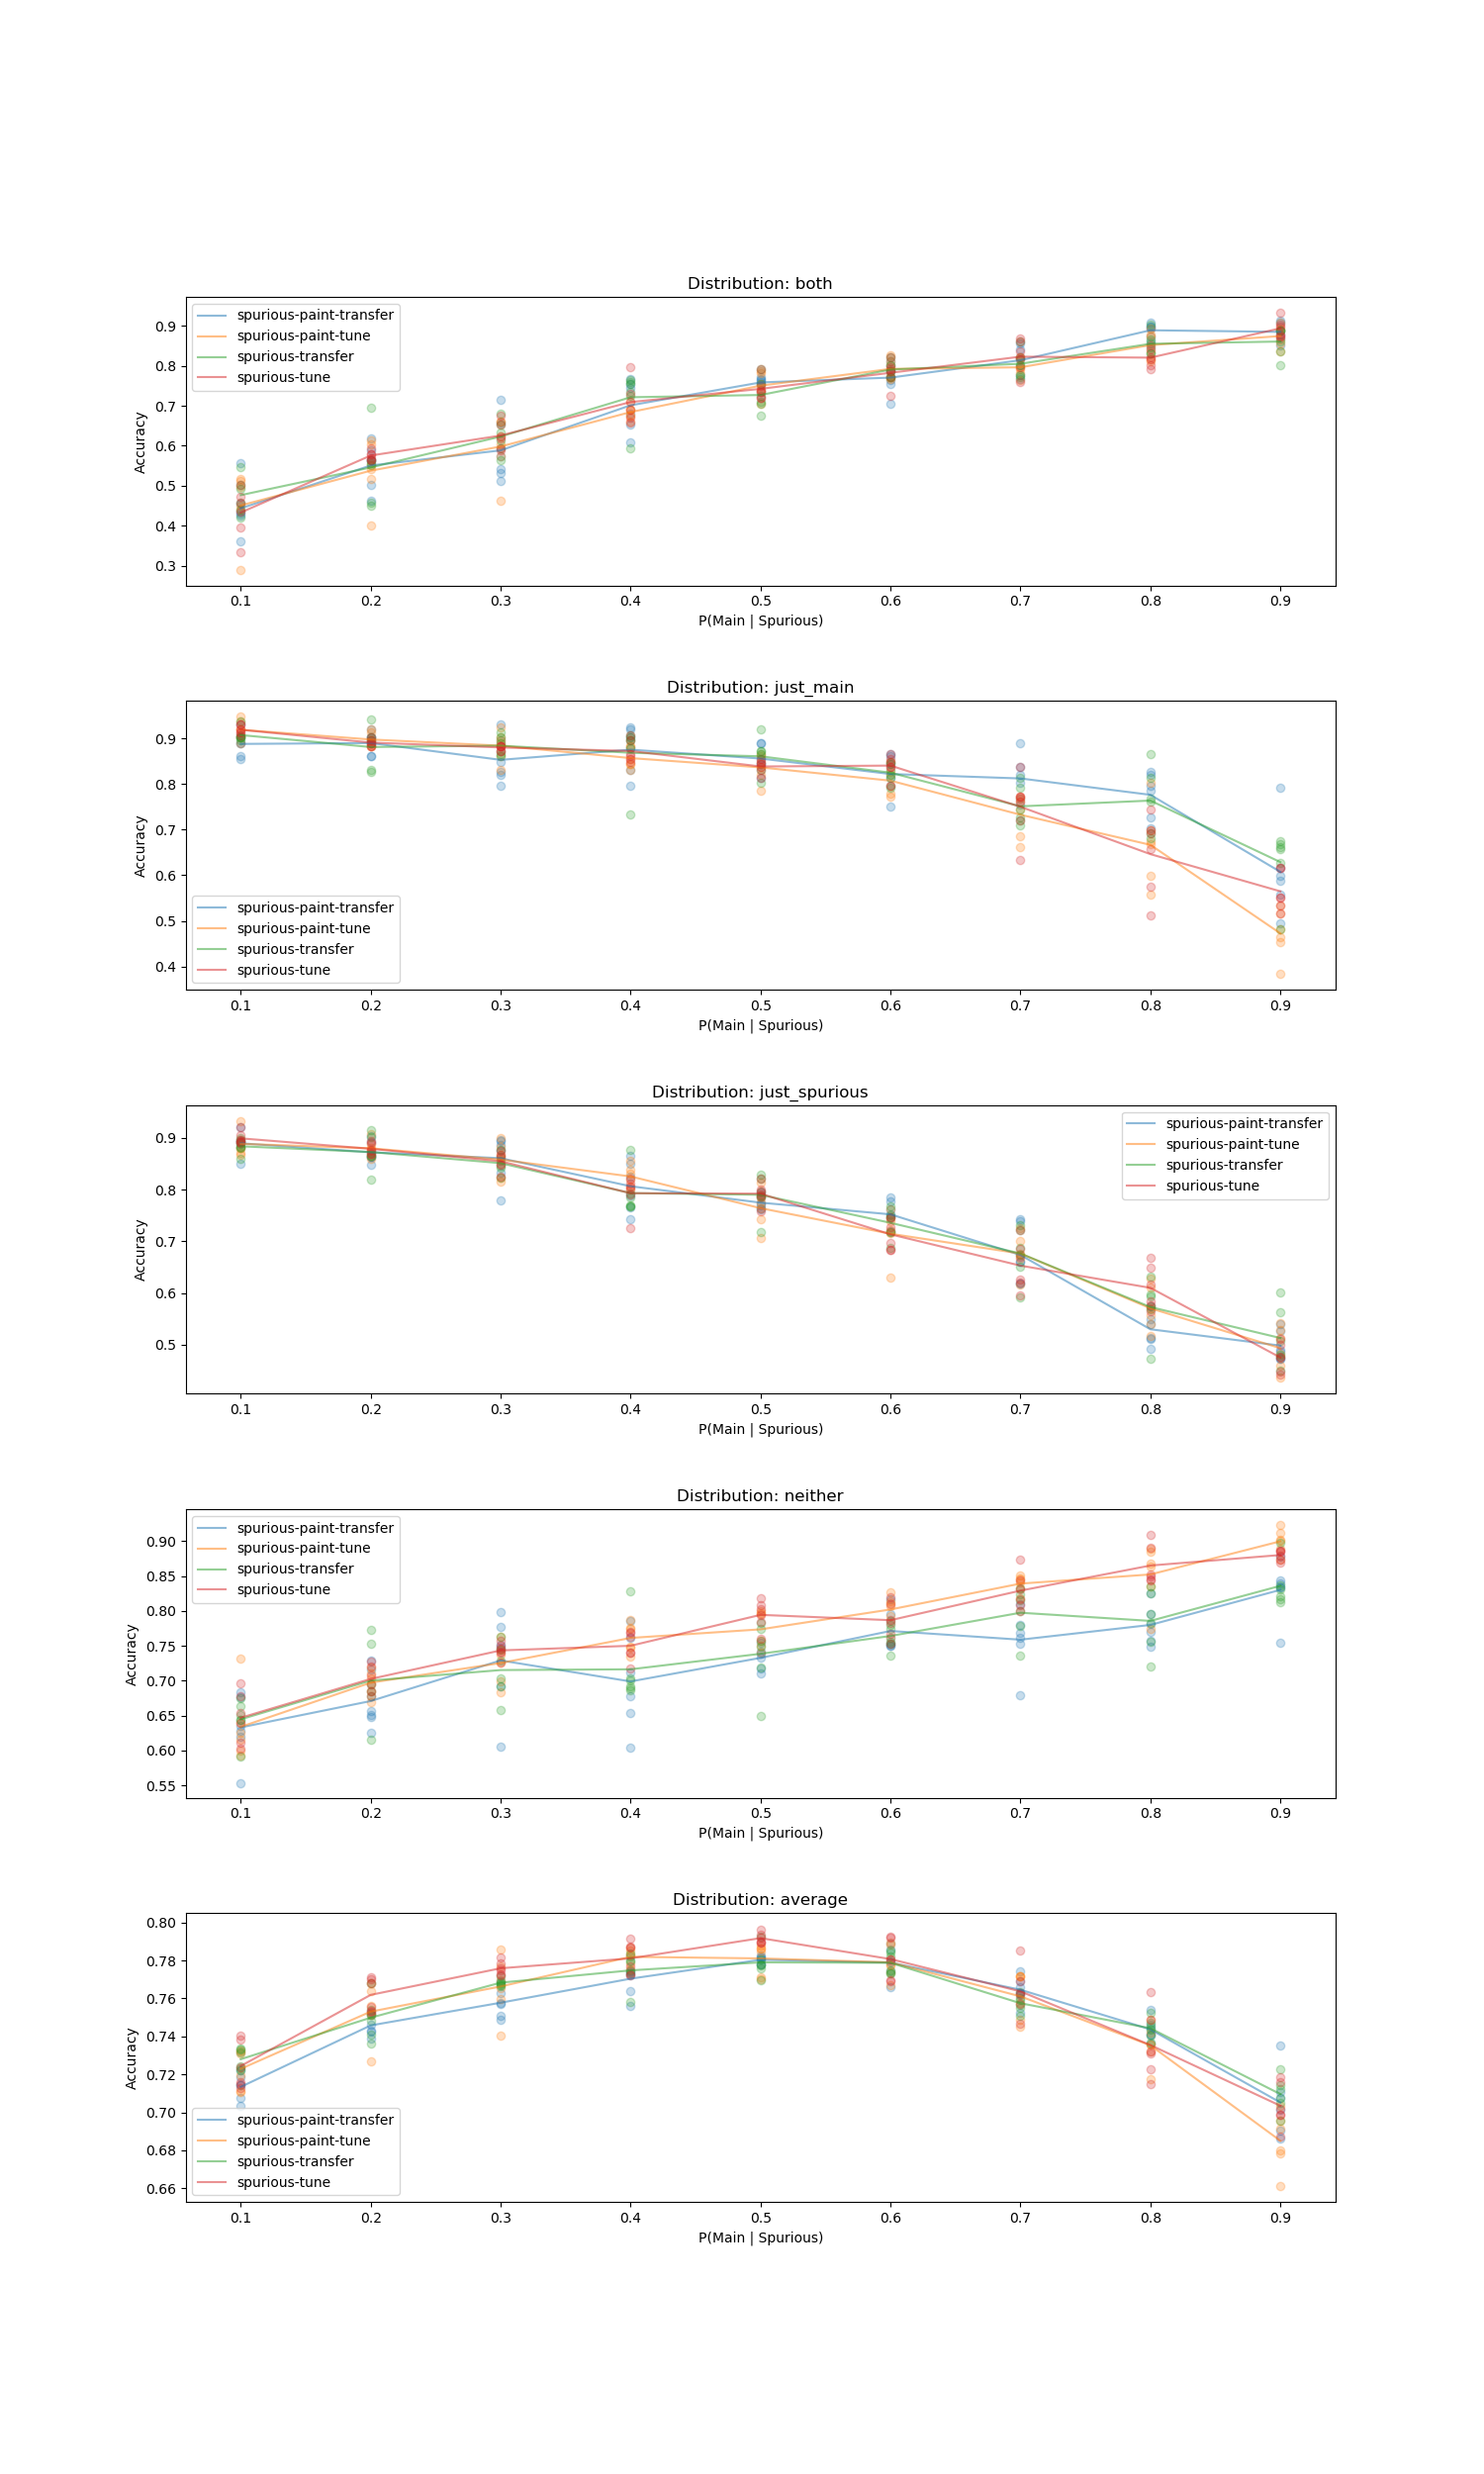 Distribution: both
0.9
0.8
0.7
0.6
0.5
0.4
0.3
Accuracy
spurious-paint-transfer
spurious-paint-tune
spurious-transfer
spurious-tune
0.1 0.2 0.3 0.4 0.5 0.6 0.7 0.8 0.9
P(Main | Spurious)
Distribution: just_main
0.9
0.8
0.7
0.6
0.5
0.4
Accuracy
spurious-paint-transfer
spurious-paint-tune
spurious-transfer
spurious-tune
0.1 0.2 0.3 0.4 0.5 0.6 0.7 0.8 0.9
P(Main | Spurious)
Distribution: just_spurious
0.9
0.8
0.7
0.6
0.5
Accuracy
spurious-paint-transfer
spurious-paint-tune
spurious-transfer
spurious-tune
0.1 0.2 0.3 0.4 0.5 0.6 0.7 0.8 0.9
P(Main | Spurious)
Distribution: neither
0.90
0.85
0.80
0.75
0.70
0.65
0.60
0.55
Accuracy
spurious-paint-transfer
spurious-paint-tune
spurious-transfer
spurious-tune
0.1 0.2 0.3 0.4 0.5 0.6 0.7 0.8 0.9
P(Main | Spurious)
Distribution: average
0.80
0.78
0.76
0.74
0.72
0.70
0.68
0.66
Accuracy
spurious-paint-transfer
spurious-paint-tune
spurious-transfer
spurious-tune
0.1 0.2 0.3 0.4 0.5 0.6 0.7 0.8 0.9
P(Main | Spurious)